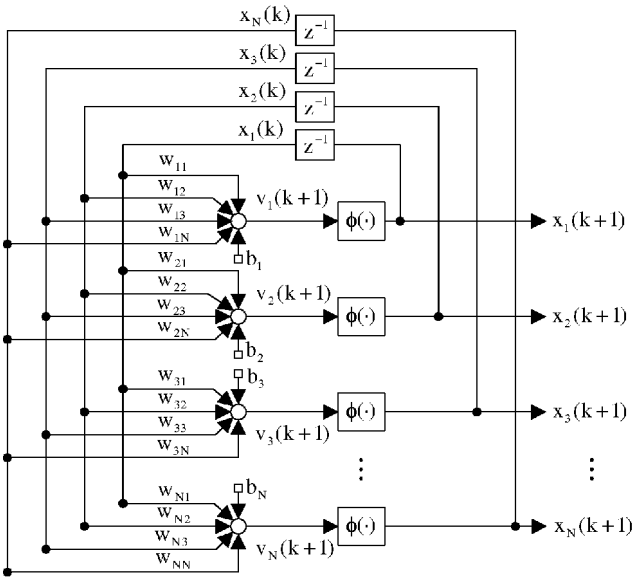 x_N(k)
z⁻¹
x_3(k)
z⁻¹
x_2(k)
z⁻¹
x_1(k)
z⁻¹
w_11
w_12
w_13
w_1N
v_1(k+1)
ϕ(·)
x_1(k+1)
b_1
w_21
w_22
w_23
w_2N
v_2(k+1)
ϕ(·)
x_2(k+1)
b_2
b_3
w_31
w_32
w_33
w_3N
v_3(k+1)
ϕ(·)
x_3(k+1)
⋮ ⋮
b_N
w_N1
w_N2
w_N3
w_NN
v_N(k+1)
ϕ(·)
x_N(k+1)